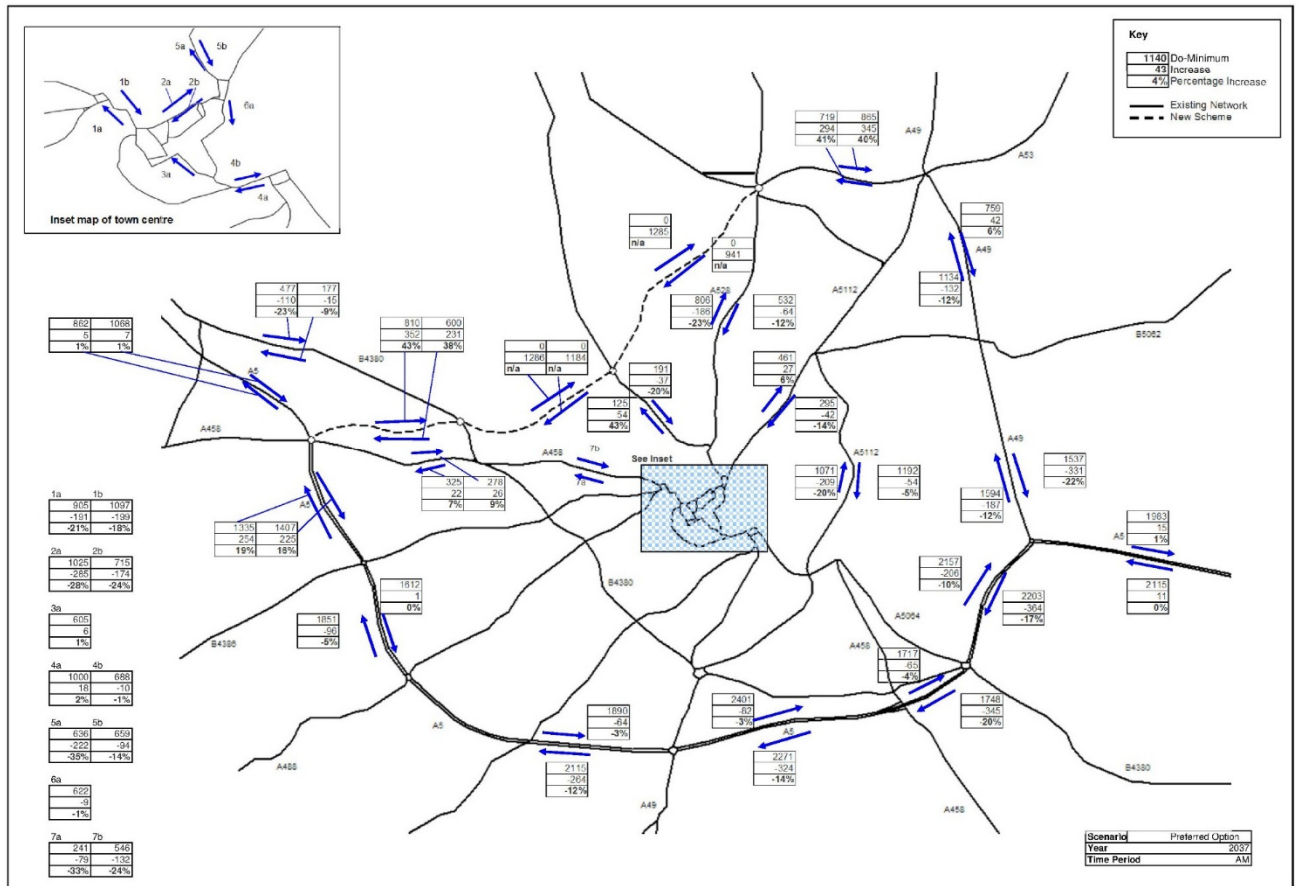 Key
1140 Do-Minimum
43 Increase
4% Percentage Increase
Existing Network
New Scheme
5a 5b
1b 2a 2b
6a
1a
3a
4b
4a
Inset map of town centre
A49
A53
719 865
294 345
41% 40%
759
42
6%
A49
1134
-132
-12%
0
1285
n/a
0
941
n/a
A528
A5112
806
-186
-23%
532
-64
-12%
B5062
477 177
-110 -15
-23% -9%
862 1068
5 7
1% 1%
810 600
352 231
43% 38%
B4380
A5
0 0
1286 1184
n/a n/a
191
-37
-20%
125
54
43%
461
27
6%
295
-42
-14%
A458
A458
7b
7a
See Inset
A5112
A49
325 278
22 26
7% 9%
1071
-209
-20%
1192
-54
-5%
1537
-331
-22%
1594
187
-12%
A5
1335 1407
254 225
19% 16%
1983
15
1%
A5
2115
11
0%
2157
-206
-10%
2203
-364
-17%
B4380
1612
1
0%
1851
-96
-5%
B4386
A5064
A458
1717
-65
-4%
1748
-345
-20%
1890
-64
-3%
2401
-82
-3%
A5
A5
2115
-264
-12%
2271
-324
-14%
A488
A49
A458
B4380
1a 1b
905 1097
-191 -199
-21% -18%
2a 2b
1025 715
-285 -174
-28% -24%
3a
605
6
1%
4a 4b
1000 688
18 -10
2% -1%
5a 5b
636 659
-222 -94
-35% -14%
6a
622
-9
-1%
7a 7b
241 546
-79 -132
-33% -24%
Scenario Preferred Option
Year 2037
Time Period AM